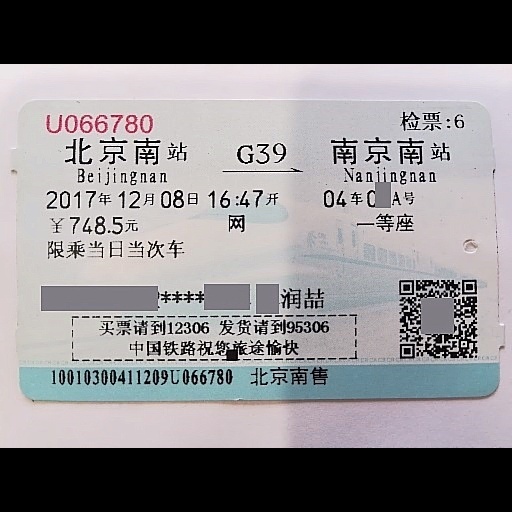 U066780 检票:6
北京南站 G39 南京南站
Beijingnan Nanjingnan
2017年12月08日16:47开 04车0 A号
￥748.5元 网 一等座
限乘当日当次车
**** 润喆
买票请到12306 发货请到95306
中国铁路祝您旅途愉快
10010300411209U066780 北京南售